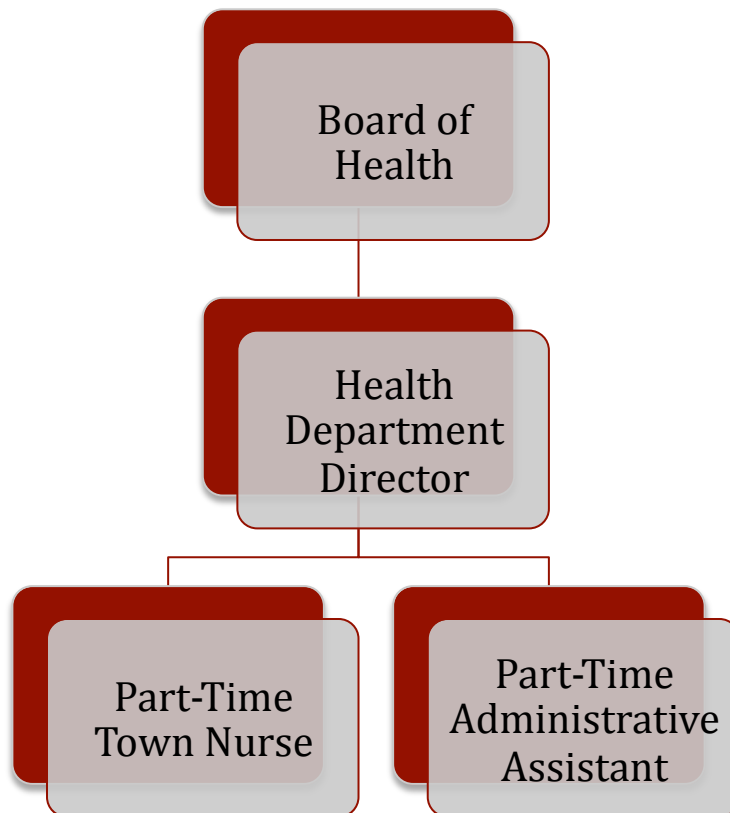 Board of
Health
Health
Department
Director
Part-Time
Town Nurse
Part-Time
Administrative
Assistant